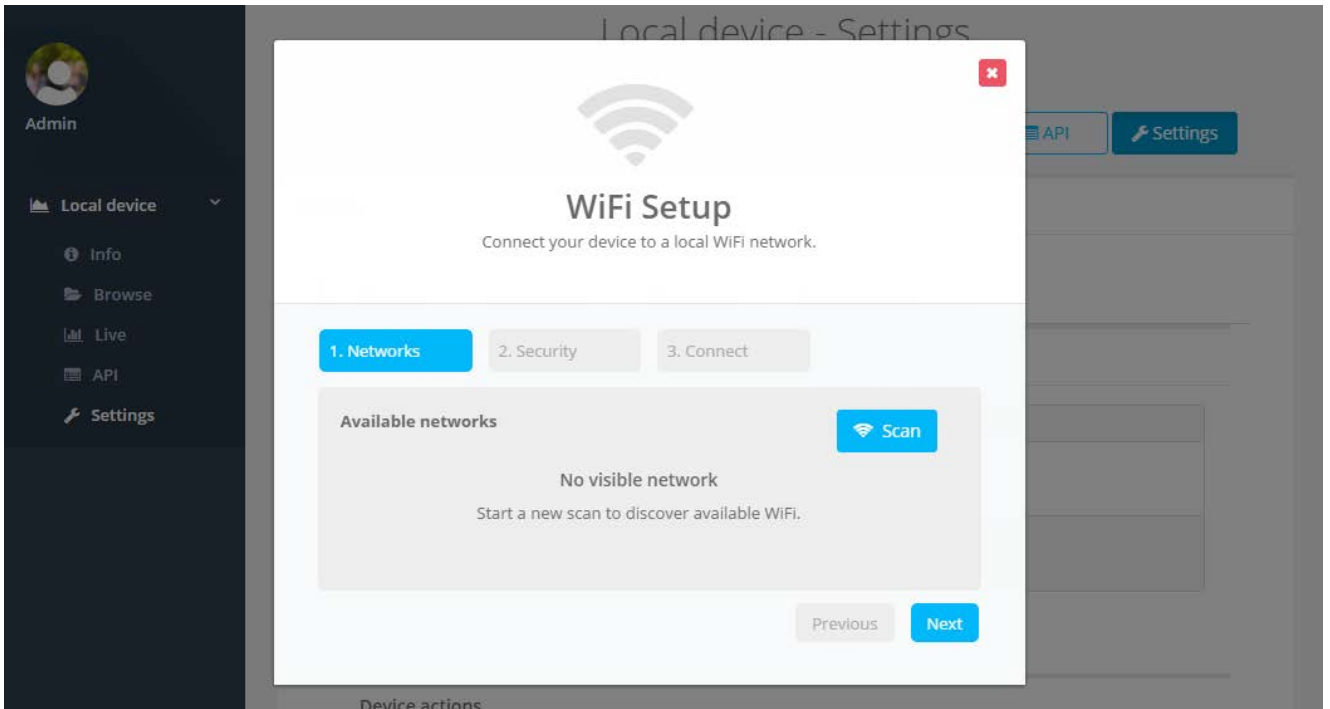 Local device - Settings
Admin
API
Settings
Local device
Info
Browse
Live
API
Settings
WiFi Setup
Connect your device to a local WiFi network.
1. Networks
2. Security
3. Connect
Available networks
Scan
No visible network
Start a new scan to discover available WiFi.
Previous
Next
Device actions